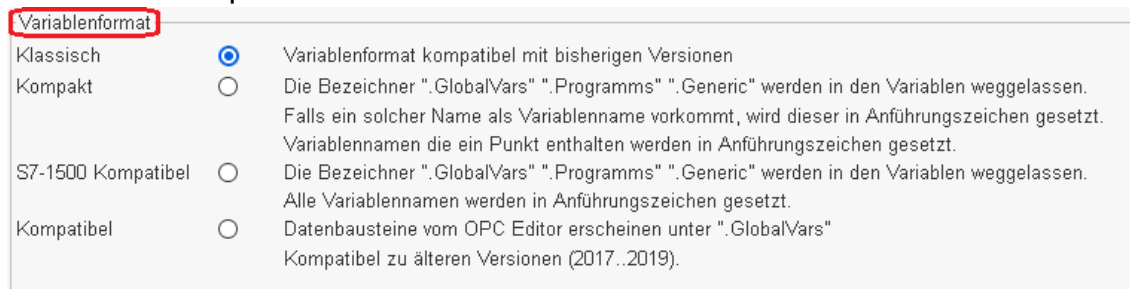 Variablenformat
Klassisch Variablenformat kompatibel mit bisherigen Versionen
Kompakt Die Bezeichner ".GlobalVars" ".Programms" ".Generic" werden in den Variablen weggelassen.
Falls ein solcher Name als Variablenname vorkommt, wird dieser in Anführungszeichen gesetzt.
Variablennamen die ein Punkt enthalten werden in Anführungszeichen gesetzt.
S7-1500 Kompatibel Die Bezeichner ".GlobalVars" ".Programms" ".Generic" werden in den Variablen weggelassen.
Alle Variablennamen werden in Anführungszeichen gesetzt.
Kompatibel Datenbausteine vom OPC Editor erscheinen unter ".GlobalVars"
Kompatibel zu älteren Versionen (2017..2019).